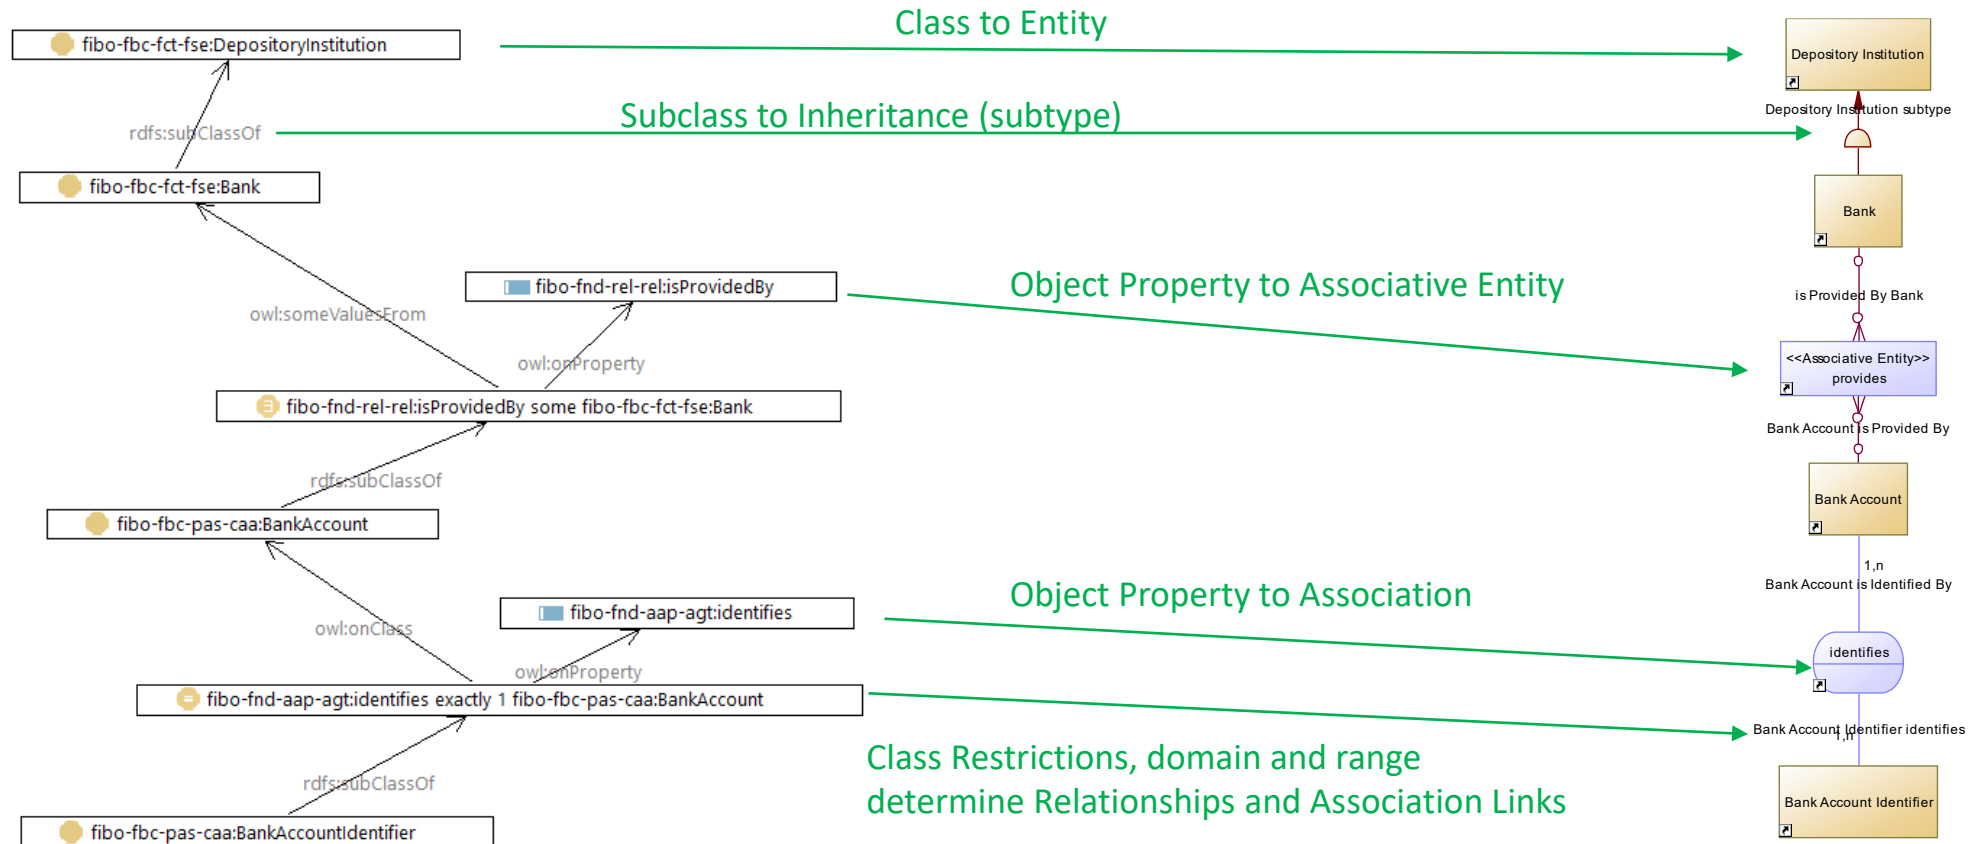 Class to Entity
fibo-fbc-fct-fse:DepositoryInstitution
Depository Institution
Subclass to Inheritance (subtype)
Depository Institution subtype
rdfs:subClassOf
fibo-fbc-fct-fse:Bank
Bank
fibo-fnd-rel-rel:isProvidedBy
Object Property to Associative Entity
is Provided By Bank
owl:someValuesFrom
owl:onProperty
<<Associative Entity>>
provides
fibo-fnd-rel-rel:isProvidedBy some fibo-fbc-fct-fse:Bank
Bank Account is Provided By
rdfs:subClassOf
Bank Account
fibo-fbc-pas-caa:BankAccount
1,n
Bank Account is Identified By
Object Property to Association
fibo-fnd-aap-agt:identifies
owl:onClass
identifies
owl:onProperty
fibo-fnd-aap-agt:identifies exactly 1 fibo-fbc-pas-caa:BankAccount
Bank Account Identifier identifies
1,n
Class Restrictions, domain and range
determine Relationships and Association Links
rdfs:subClassOf
Bank Account Identifier
fibo-fbc-pas-caa:BankAccountIdentifier